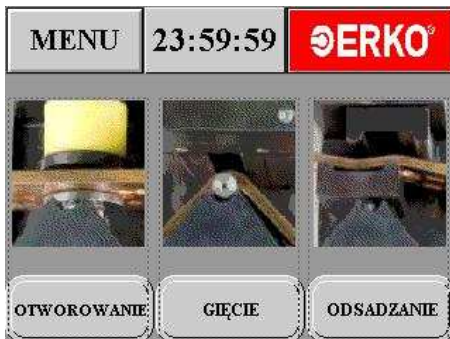 MENU 23:59:59 ERKO®
OTWOROWANIE GIĘCIE ODSADZANIE